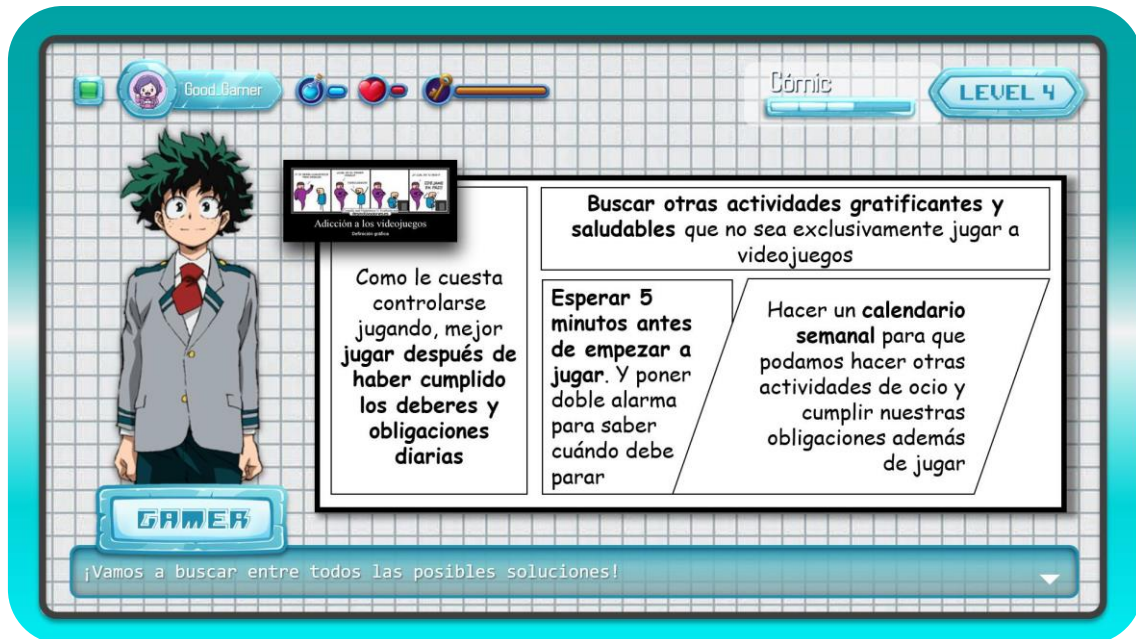 Good_Gamer
Cómic
LEVEL 4
Adicción a los videojuegos
Definición gráfica
Como le cuesta
controlarse
jugando, mejor
jugar después de
haber cumplido
los deberes y
obligaciones
diarias
Buscar otras actividades gratificantes y
saludables que no sea exclusivamente jugar a
videojuegos
Esperar 5
minutos antes
de empezar a
jugar. Y poner
doble alarma
para saber
cuándo debe
parar
Hacer un calendario
semanal para que
podamos hacer otras
actividades de ocio y
cumplir nuestras
obligaciones además
de jugar
GAMER
¡Vamos a buscar entre todos las posibles soluciones!